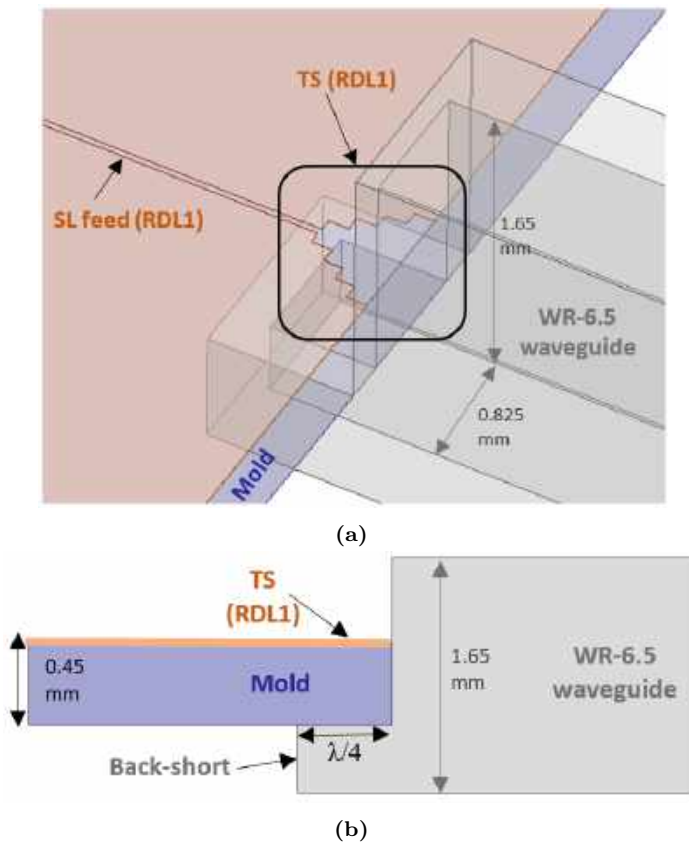 TS (RDL1)
SL feed (RDL1)
1.65
mm
WR-6.5
waveguide
0.825
mm
Mold
(a)
TS
(RDL1)
0.45
mm
Mold
1.65
mm
WR-6.5
waveguide
λ/4
Back-short
(b)